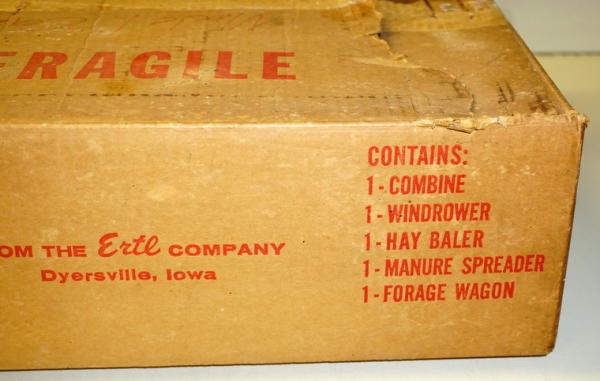 FRAGILE
CONTAINS:
1-COMBINE
1-WINDROWER
1-HAY BALER
1-MANURE SPREADER
1-FORAGE WAGON
OM THE Ertl COMPANY
Dyersville, Iowa